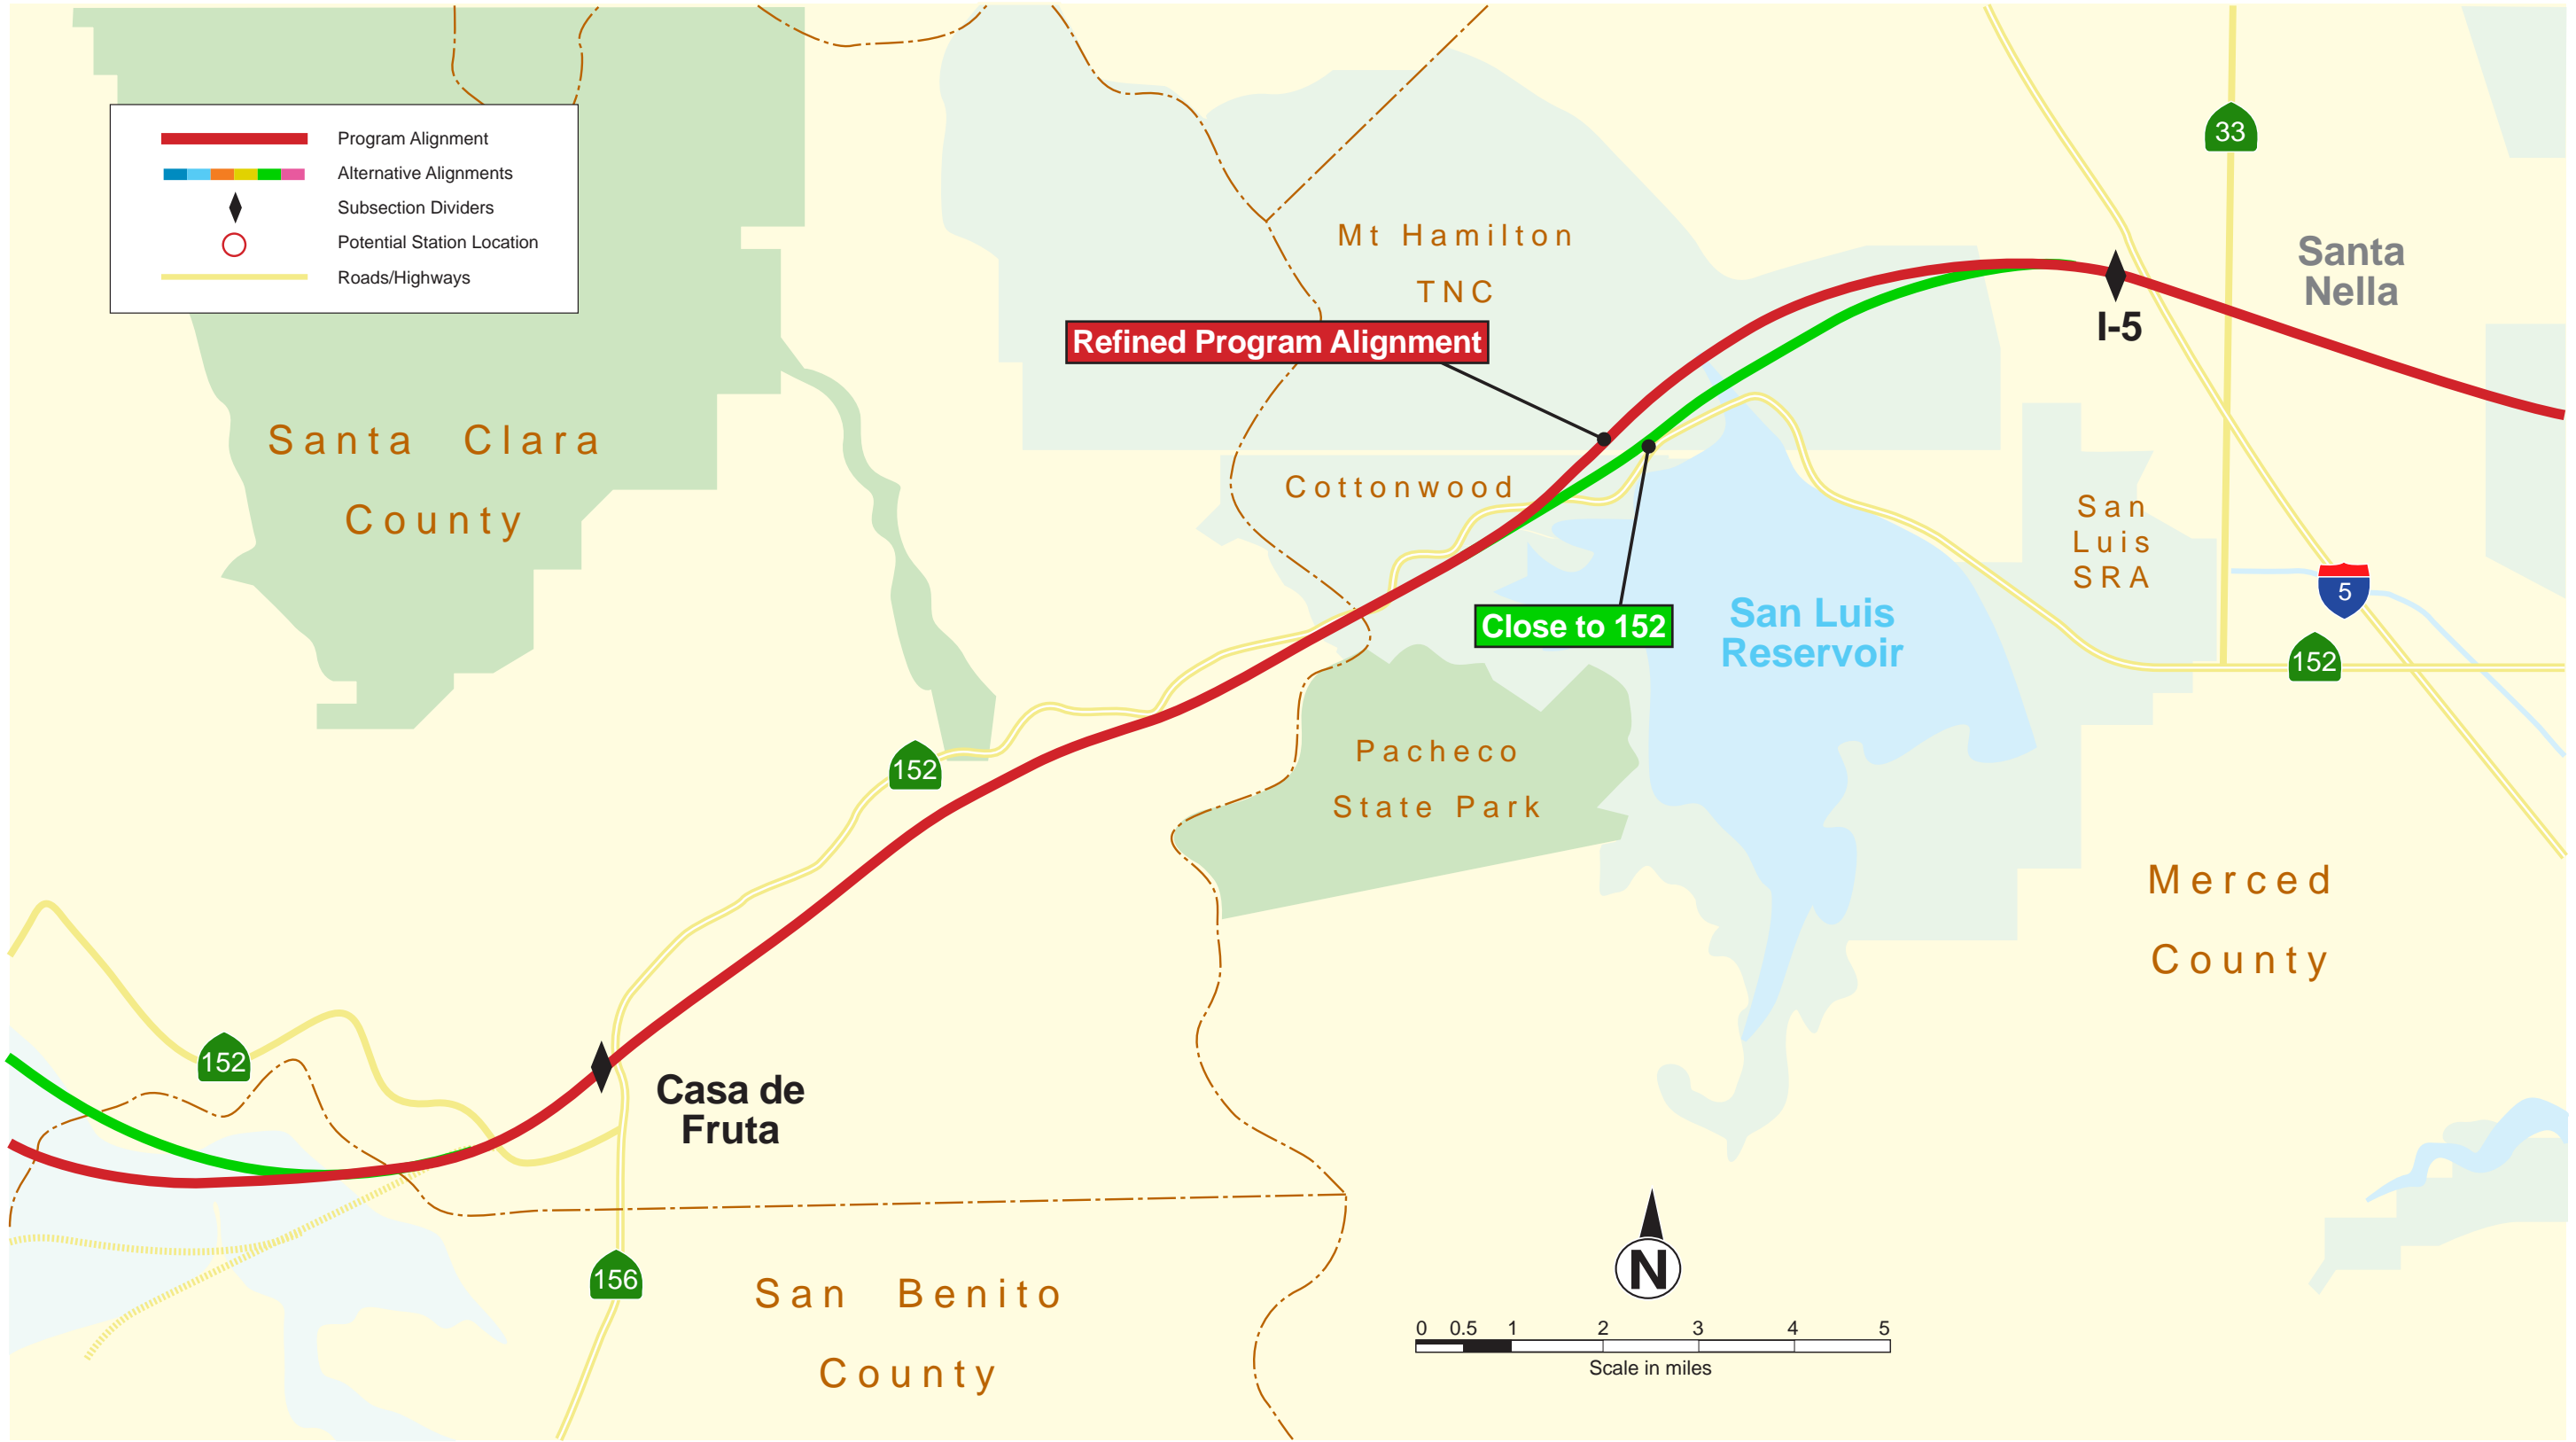 Program Alignment
Alternative Alignments
Subsection Dividers
Potential Station Location
Roads/Highways
33
Mt Hamilton
TNC
Santa
Nella
I-5
Refined Program Alignment
Santa Clara
County
Cottonwood
San
Luis
SRA
5
Close to 152
San Luis
Reservoir
152
152
Pacheco
State Park
Merced
County
152
Casa de
Fruta
156
San Benito
County
N
0 0.5 1 2 3 4 5
Scale in miles